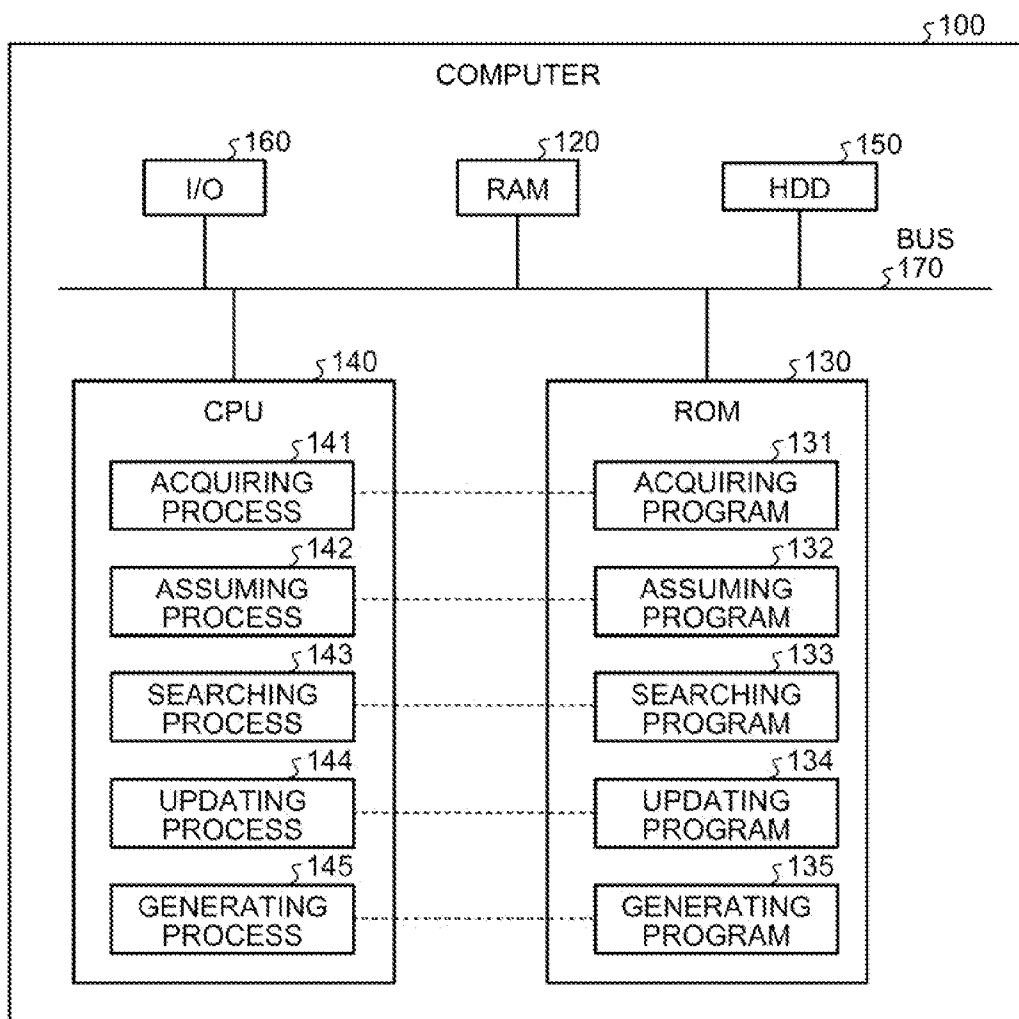 100
COMPUTER
160
I/O
120
RAM
150
HDD
BUS
170
140
CPU
141
ACQUIRING
PROCESS
142
ASSUMING
PROCESS
143
SEARCHING
PROCESS
144
UPDATING
PROCESS
145
GENERATING
PROCESS
130
ROM
131
ACQUIRING
PROGRAM
132
ASSUMING
PROGRAM
133
SEARCHING
PROGRAM
134
UPDATING
PROGRAM
135
GENERATING
PROGRAM